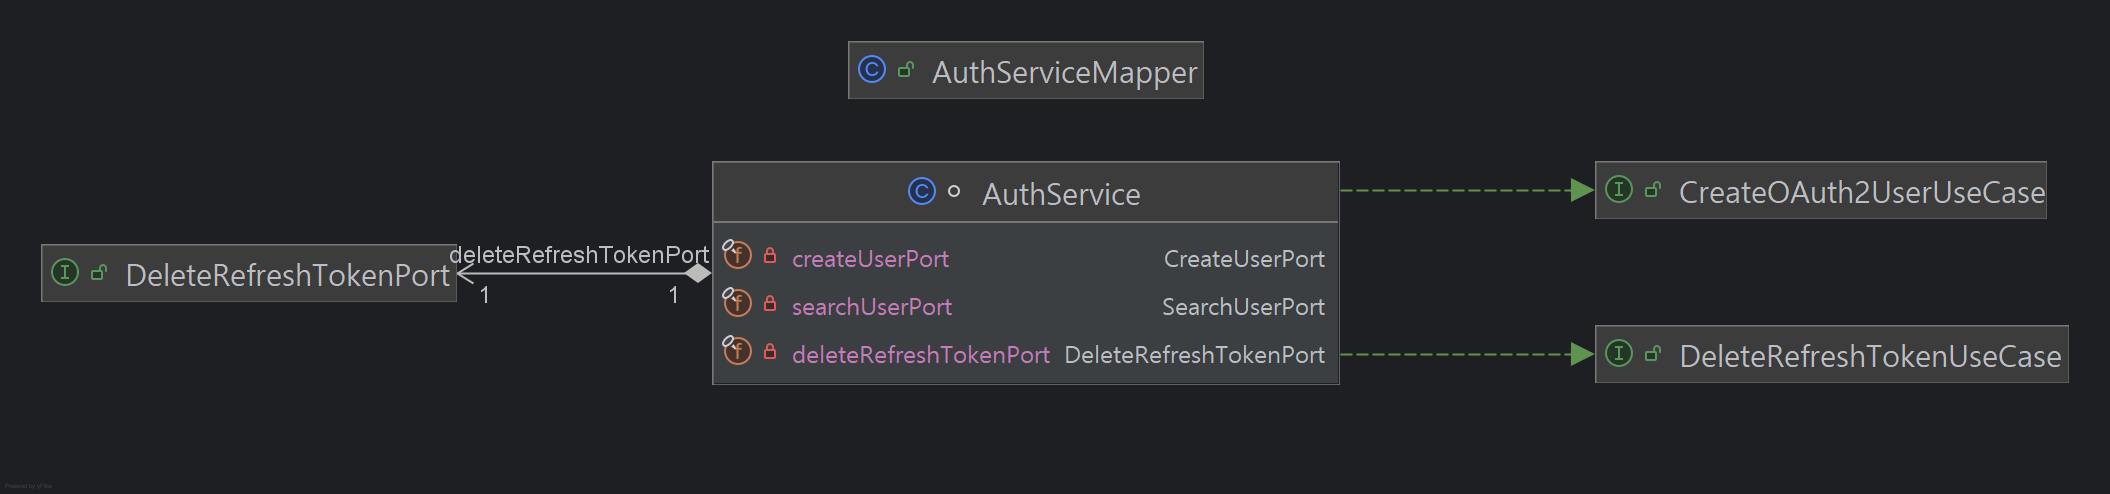 C AuthServiceMapper
C AuthService
f createUserPort CreateUserPort
f searchUserPort SearchUserPort
f deleteRefreshTokenPort DeleteRefreshTokenPort
I DeleteRefreshTokenPort
deleteRefreshTokenPort
1 1
I CreateOAuth2UserUseCase
I DeleteRefreshTokenUseCase
Powered by yFiles